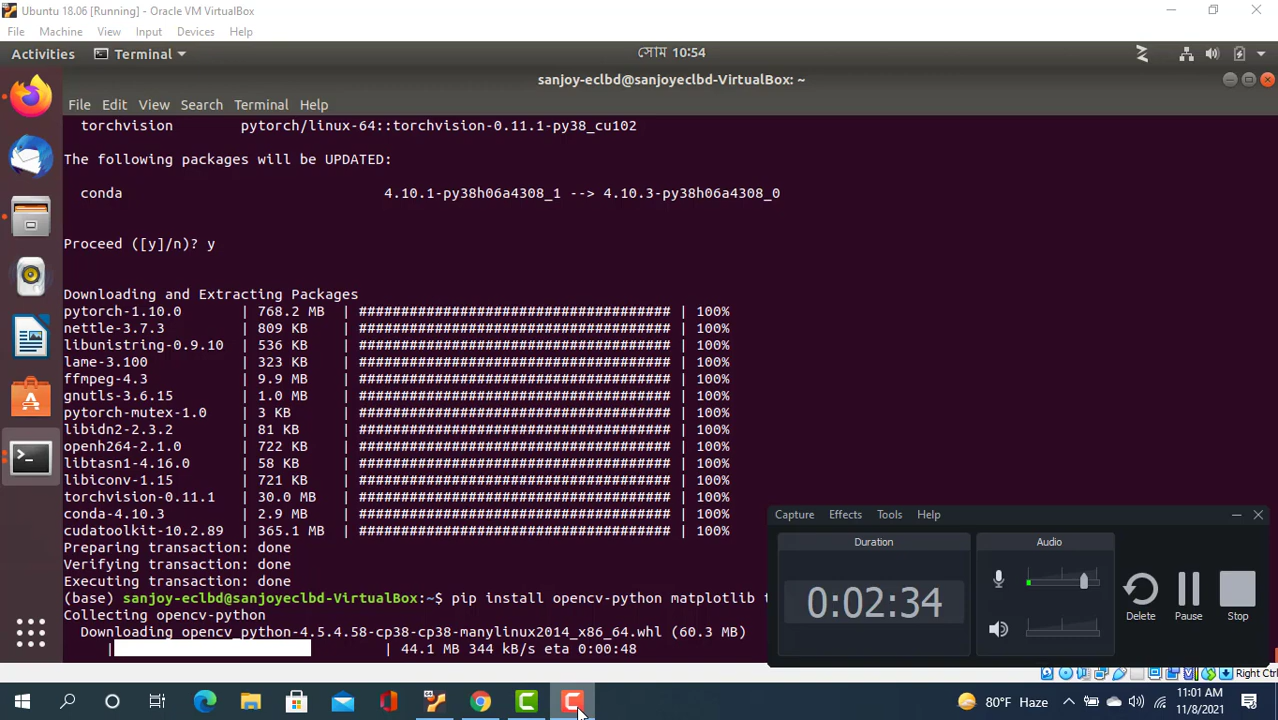 Ubuntu 18.06 [Running] - Oracle VM VirtualBox
File Machine View Input Devices Help
Activities Terminal সোম 10:54
sanjoy-eclbd@sanjoyeclbd-VirtualBox: ~
File Edit View Search Terminal Help
torchvision pytorch/linux-64::torchvision-0.11.1-py38_cu102
The following packages will be UPDATED:
conda 4.10.1-py38h06a4308_1 --> 4.10.3-py38h06a4308_0
Proceed ([y]/n)? y
Downloading and Extracting Packages
pytorch-1.10.0 | 768.2 MB | ##################################### | 100%
nettle-3.7.3 | 809 KB | ##################################### | 100%
libunistring-0.9.10 | 536 KB | ##################################### | 100%
lame-3.100 | 323 KB | ##################################### | 100%
ffmpeg-4.3 | 9.9 MB | ##################################### | 100%
gnutls-3.6.15 | 1.0 MB | ##################################### | 100%
pytorch-mutex-1.0 | 3 KB | ##################################### | 100%
libidn2-2.3.2 | 81 KB | ##################################### | 100%
openh264-2.1.0 | 722 KB | ##################################### | 100%
libtasn1-4.16.0 | 58 KB | ##################################### | 100%
libiconv-1.15 | 721 KB | ##################################### | 100%
torchvision-0.11.1 | 30.0 MB | ##################################### | 100%
conda-4.10.3 | 2.9 MB | ##################################### | 100%
cudatoolkit-10.2.89 | 365.1 MB | ##################################### | 100%
Preparing transaction: done
Verifying transaction: done
Executing transaction: done
(base) sanjoy-eclbd@sanjoyeclbd-VirtualBox:~$ pip install opencv-python matplotlib
Collecting opencv-python
Downloading opencv_python-4.5.4.58-cp38-cp38-manylinux2014_x86_64.whl (60.3 MB)
| | 44.1 MB 344 kB/s eta 0:00:48
Capture Effects Tools Help
Duration
0:02:34
Audio
Delete Pause Stop
Right Ctrl
80°F Haze
11:01 AM
11/8/2021